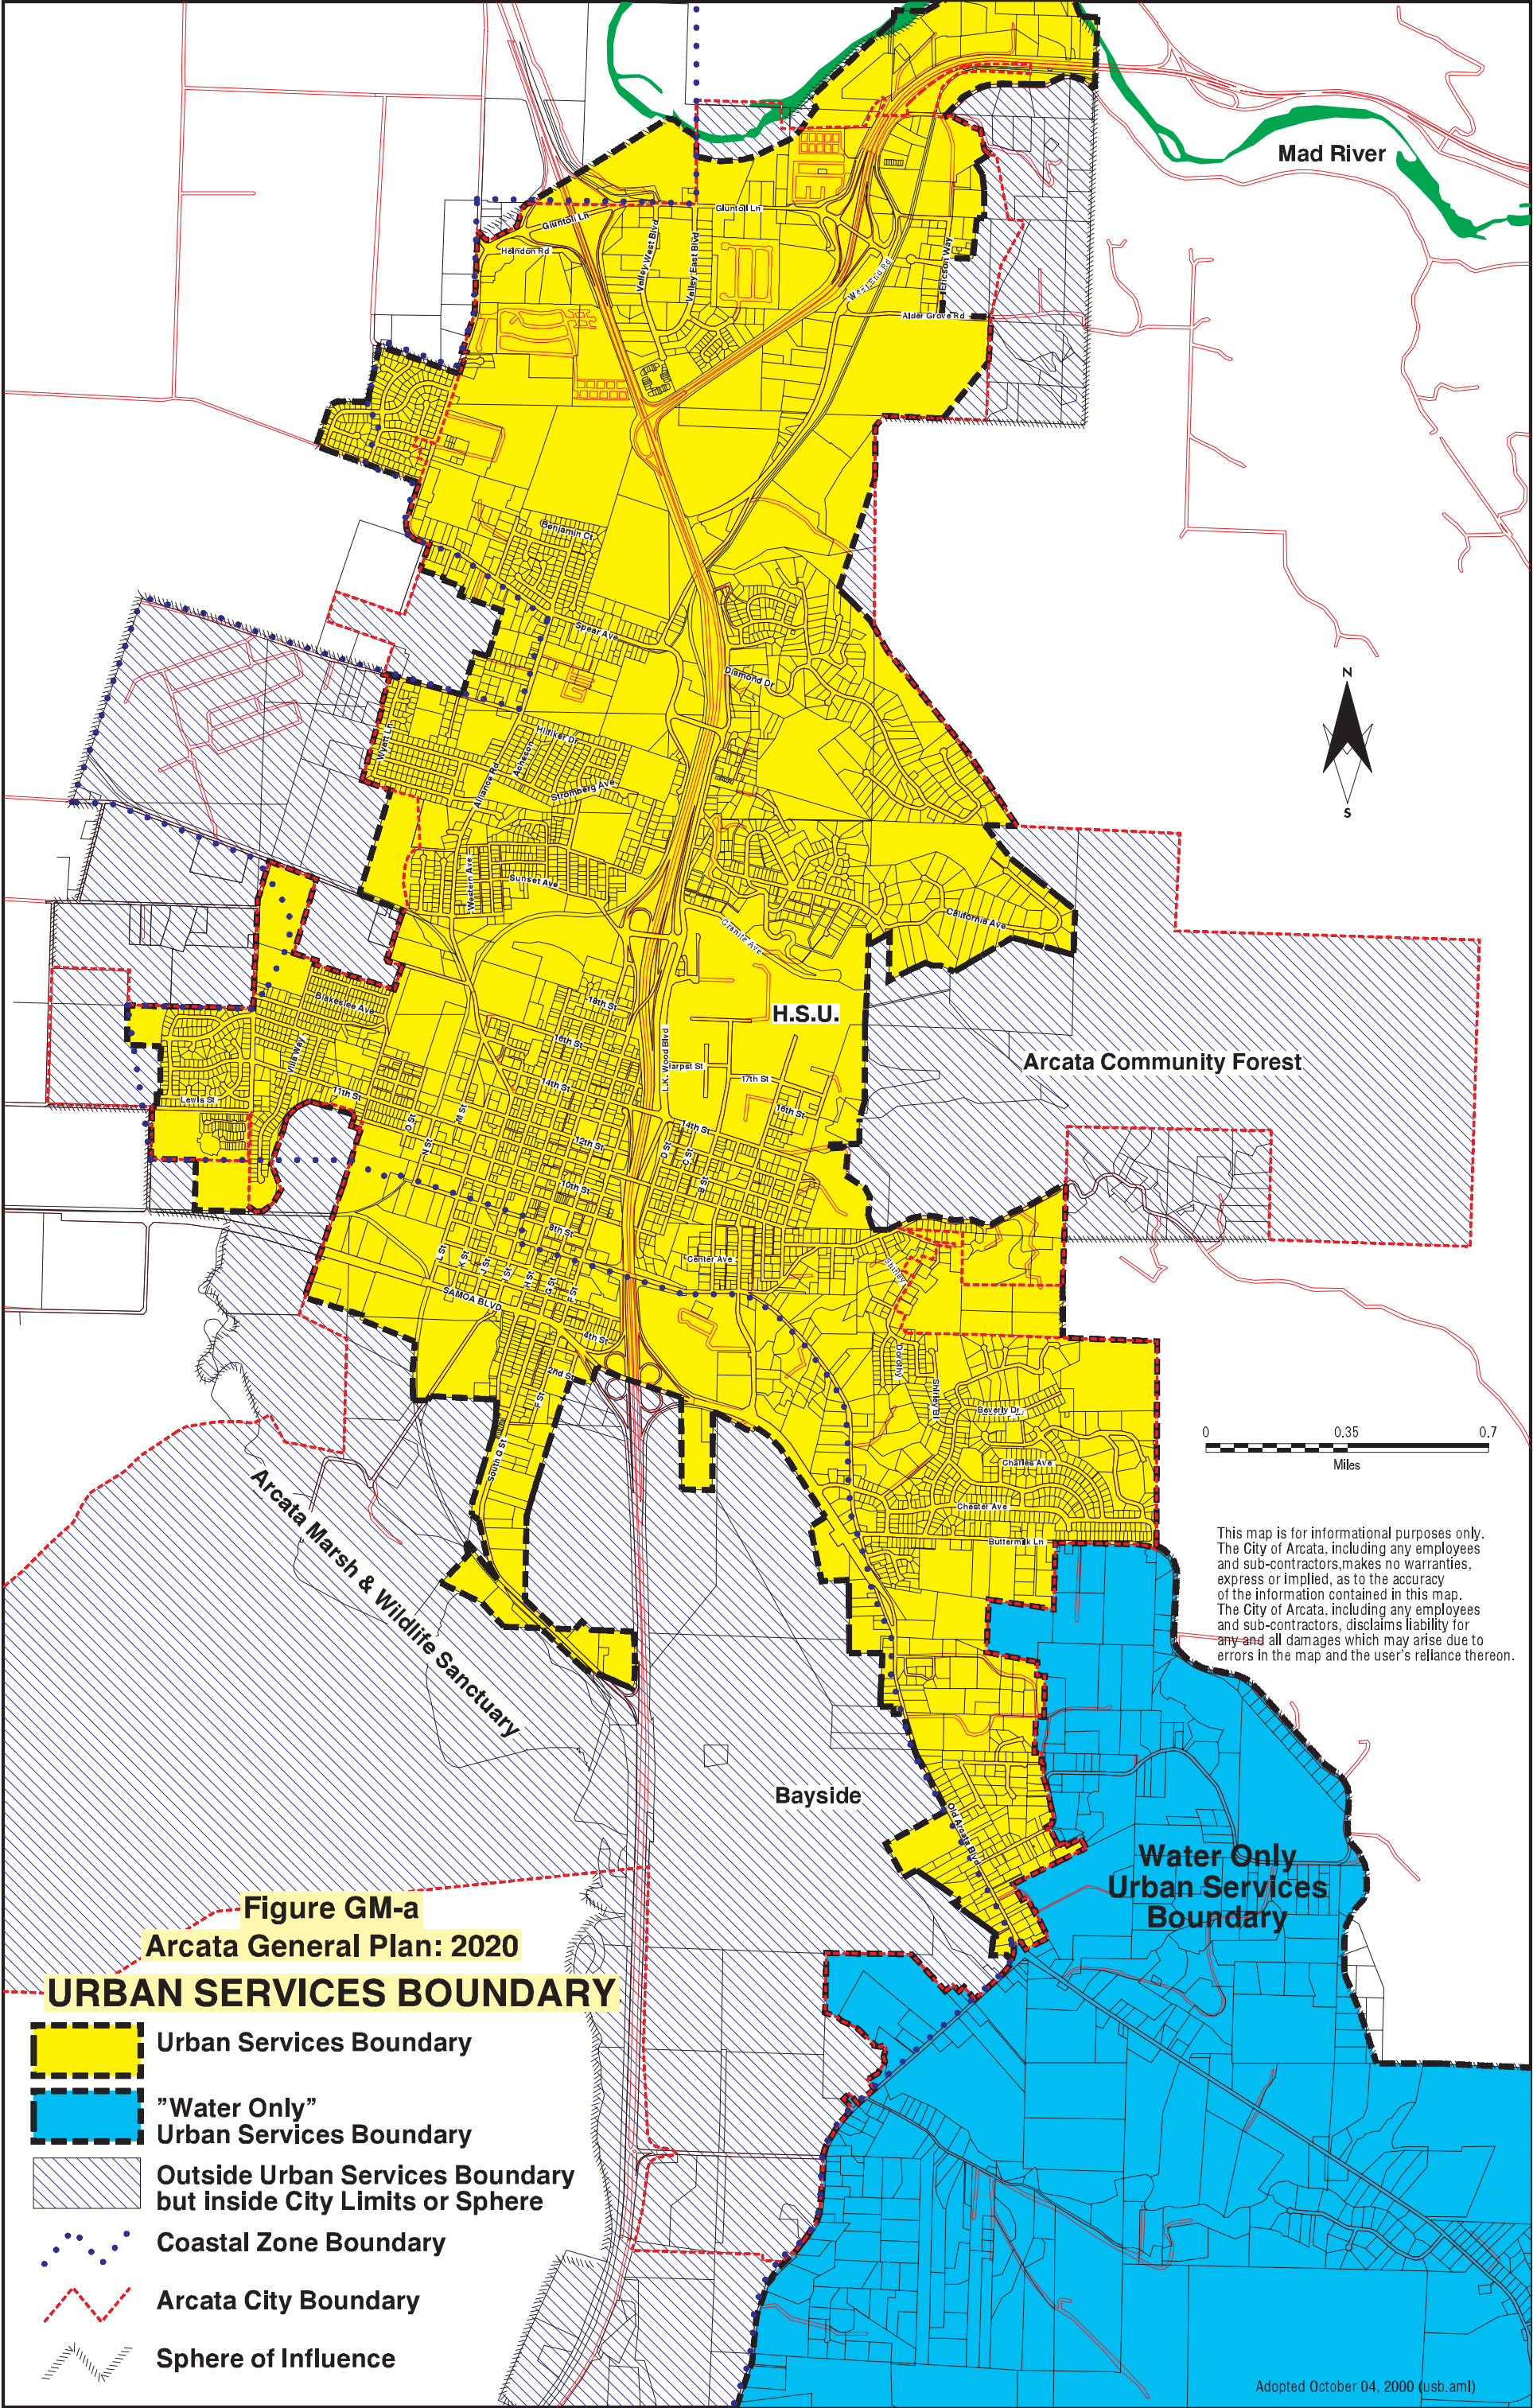 Mad River
Giuntoli Ln
Giuntoli Ln
Heindon Rd
Valley West Blvd
Valley East Blvd
West End Rd
Ericson Way
Alder Grove Rd
Benjamin Ct
Spear Ave
Diamond Dr
N
S
Wyatt Ln
Hilfiker Dr
Alliance Rd
Acheson
Stromberg Ave
Western Ave
Sunset Ave
Granite Ave
California Ave
Blakeslee Ave
18th St
H.S.U.
Villa Way
16th St
L.K. Wood Blvd
Harpst St
17th St
Arcata Community Forest
Lewis St
11th St
14th St
16th St
O St
M St
N St
12th St
14th St
D St
C St
B St
10th St
8th St
Center Ave
L St
K St
J St
I St
H St
G St
F St
SAMOA BLVD
4th St
2nd St
F St
South G St
Shirley
Dorothy
Shirley Bl
Beverly Dr.
Charles Ave
Chester Ave
Buttermilk Ln
0 0.35 0.7
Miles
This map is for informational purposes only.
The City of Arcata, including any employees
and sub-contractors,makes no warranties,
express or implied, as to the accuracy
of the information contained in this map.
The City of Arcata, including any employees
and sub-contractors, disclaims liability for
any and all damages which may arise due to
errors in the map and the user's reliance thereon.
Arcata Marsh & Wildlife Sanctuary
Bayside
Old Arcata Blvd
Water Only
Urban Services
Boundary
Figure GM-a
Arcata General Plan: 2020
URBAN SERVICES BOUNDARY
Urban Services Boundary
”Water Only”
Urban Services Boundary
Outside Urban Services Boundary
but inside City Limits or Sphere
Coastal Zone Boundary
Arcata City Boundary
Sphere of Influence
Adopted October 04, 2000 (usb.aml)